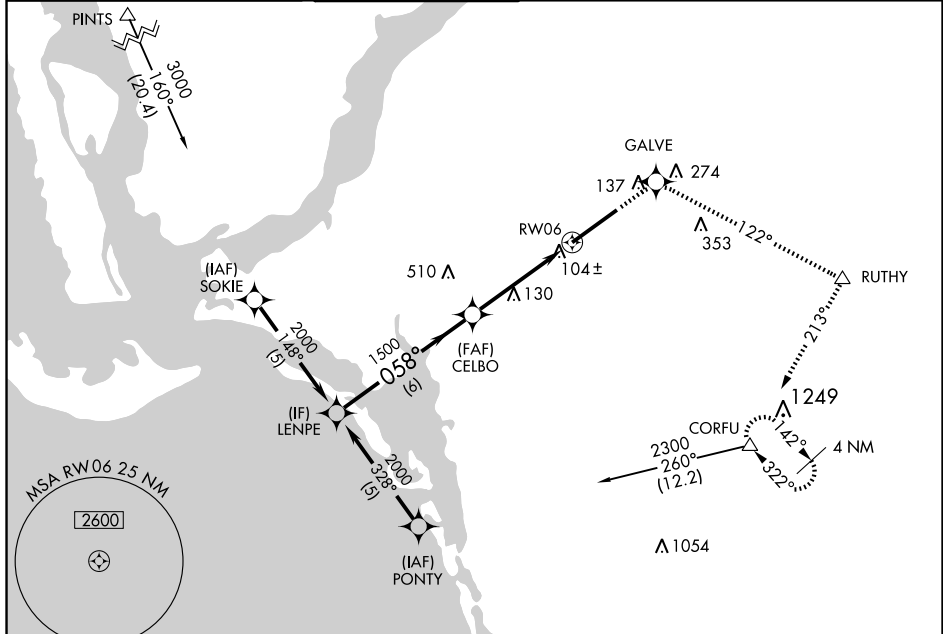 PINTS
3000
160°
(20.4)
GALVE
137
274
RW06
122°
353
104±
(IAF)
SOKIE
510
130
RUTHY
2000
148°
(5)
1500
058°
(6)
(FAF)
CELBO
213°
(IF)
LENPE
1249
CORFU
142°
4 NM
2300
260°
(12.2)
322°
2000
328°
(5)
MSA RW06 25 NM
2600
(IAF)
PONTY
1054